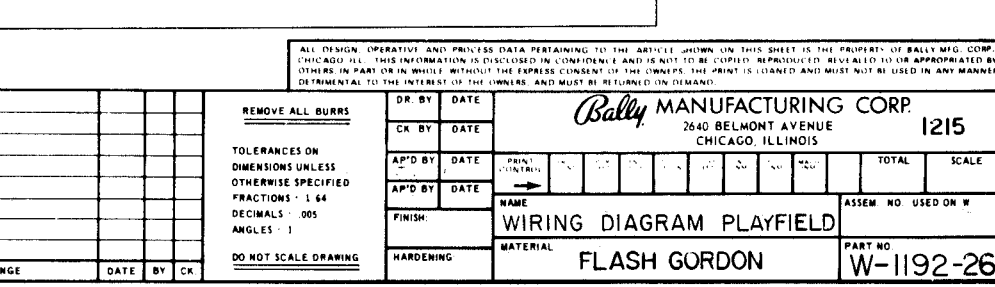 ALL DESIGN, OPERATIVE AND PROCESS DATA PERTAINING TO THE ARTICLE SHOWN ON THIS SHEET IS THE PROPERTY OF BALLY MFG. CORP.
CHICAGO ILL. THIS INFORMATION IS DISCLOSED IN CONFIDENCE AND IS NOT TO BE COPIED REPRODUCED REVEALED TO OR APPROPRIATED BY
OTHERS IN PART OR IN WHOLE WITHOUT THE EXPRESS CONSENT OF THE OWNERS. THE PRINT IS LOANED AND MUST NOT BE USED IN ANY MANNER
DETRIMENTAL TO THE INTEREST OF THE OWNERS, AND MUST BE RETURNED ON DEMAND.
NGE DATE BY CK
REMOVE ALL BURRS
TOLERANCES ON
DIMENSIONS UNLESS
OTHERWISE SPECIFIED
FRACTIONS 1 64
DECIMALS .005
ANGLES 1
DO NOT SCALE DRAWING
DR. BY DATE
CK BY DATE
AP'D BY DATE
AP'D BY DATE
FINISH:
HARDENING
Bally MANUFACTURING CORP.
2640 BELMONT AVENUE
CHICAGO, ILLINOIS
1215
PRINT
CONTROL
TOTAL
SCALE
NAME
WIRING DIAGRAM PLAYFIELD
ASSEM. NO. USED ON W
MATERIAL
FLASH GORDON
PART NO.
W-1192-26